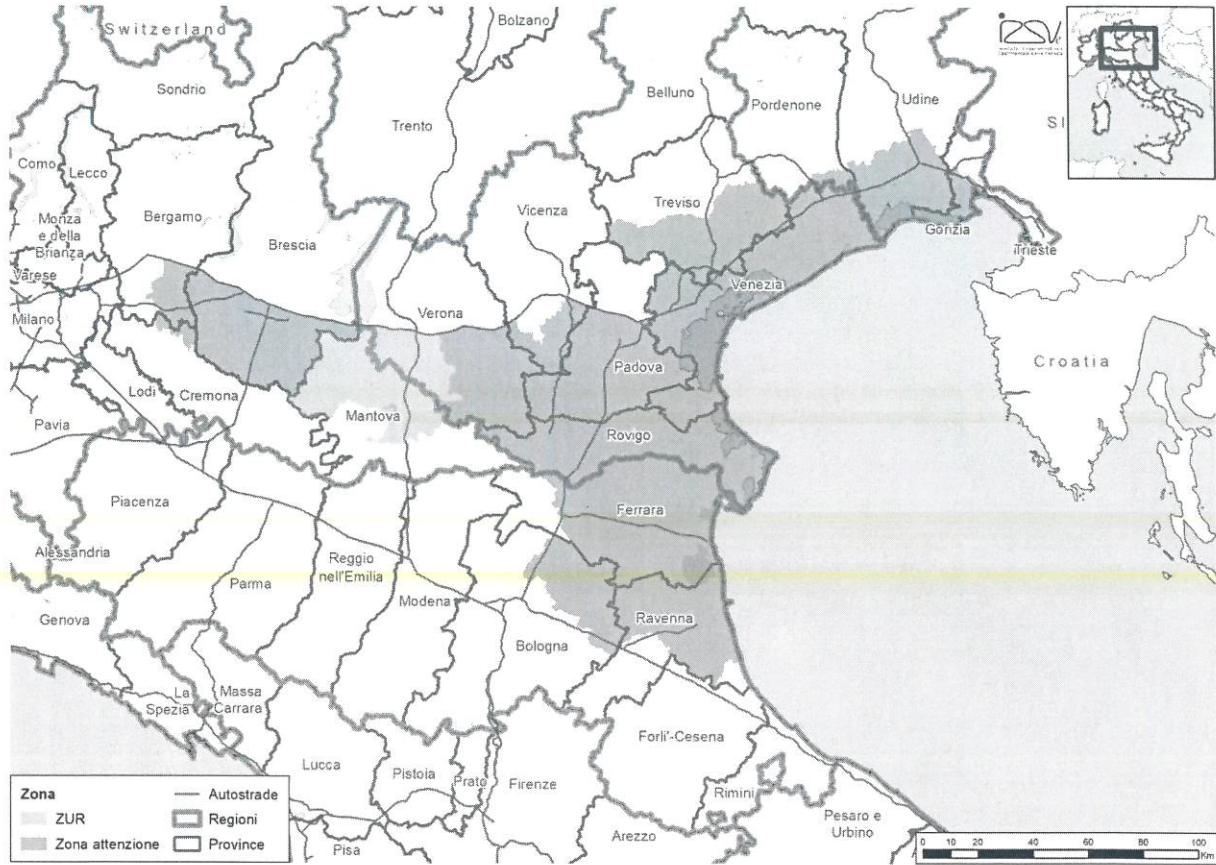 Switzerland
Bolzano
Sondrio
Belluno
Pordenone
Udine
Sl
Trento
Como
Lecco
Monza
e della
Brianza
Bergamo
Brescia
Vicenza
Treviso
Gorizia
Trieste
Varese
Milano
Verona
Venezia
Padova
Croatia
Lodi
Cremona
Mantova
Pavia
Rovigo
Piacenza
Ferrara
Alessandria
Parma
Reggio
nell'Emilia
Modena
Ravenna
Genova
Bologna
La
Spezia
Massa
Carrara
Forli'-Cesena
Lucca
Pistoia
Prato
Firenze
Rimini
Pesaro e
Urbino
Arezzo
Pisa
Zona
ZUR
Zona attenzione
Autostrade
Regioni
Province
0 10 20 40 60 80 100
Km